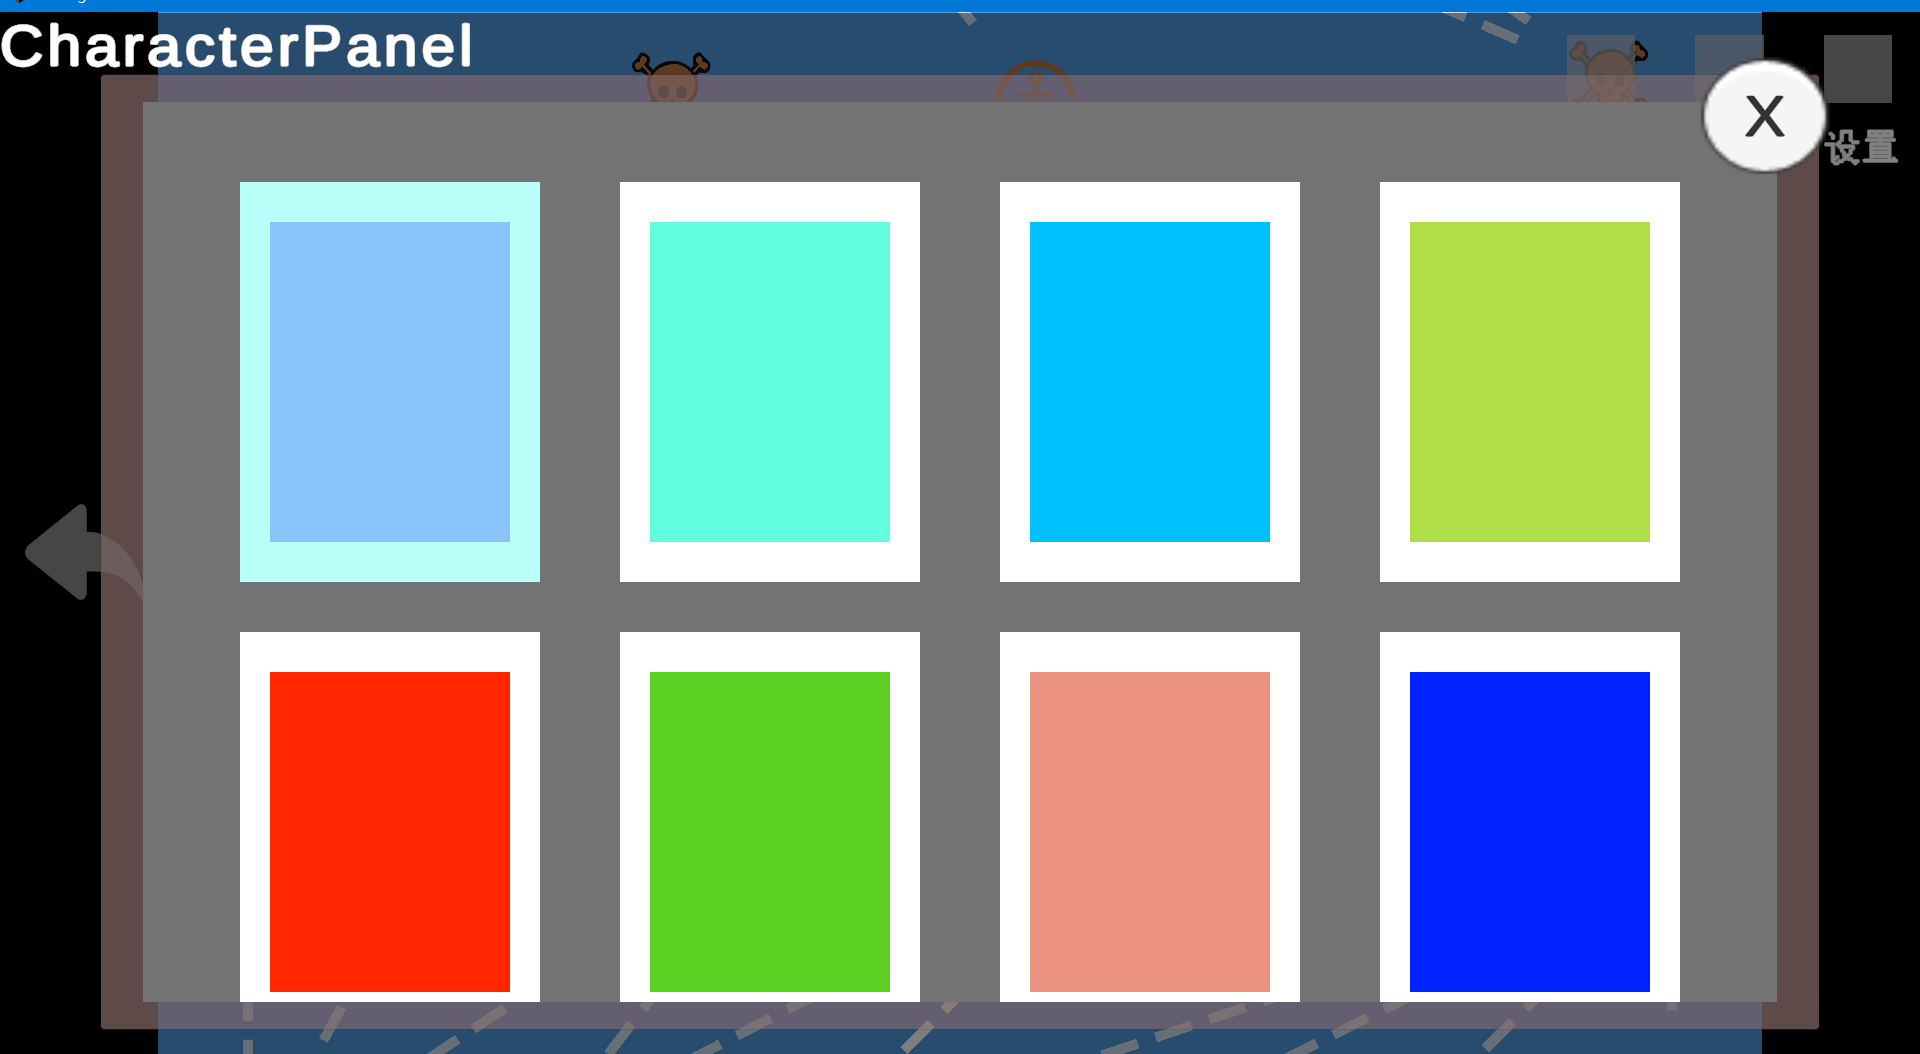 CharacterPanel
X
设置